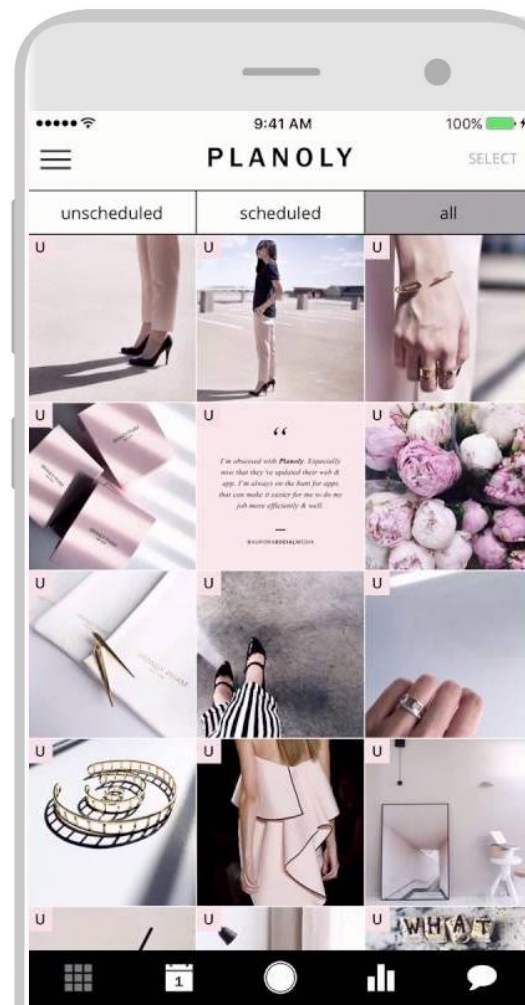 9:41 AM
100%
PLANOLY
SELECT
unscheduled
scheduled
all
U
U
U
U
U
U
“
I'm obsessed with Planoly. Especially
now that they've updated their web &
app. I'm always on the hunt for apps
that can make it easier for me to do my
job more efficiently & well.
U
U
U
U
U
U
U
U
U
WHAT
1